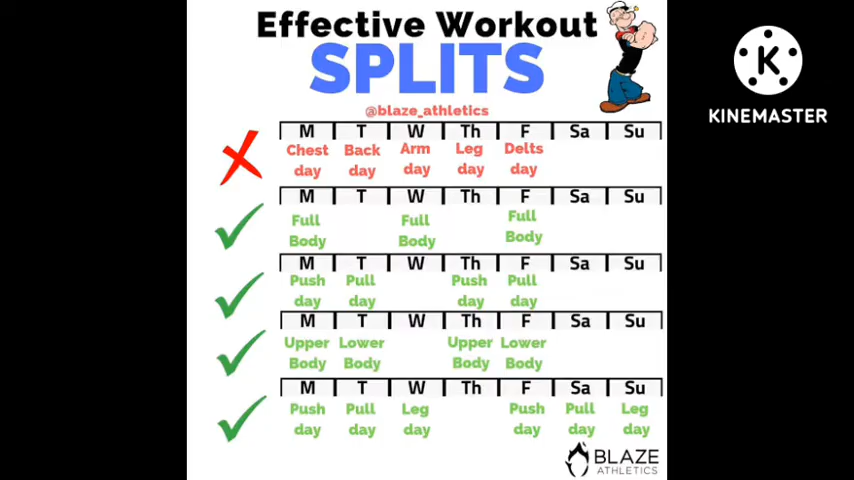 Effective Workout
SPLITS
@blaze_athletics
K
KINEMASTER
M T W Th F Sa Su
Chest Back Arm Leg Delts
day day day day day
M T W Th F Sa Su
Full Full Full
Body Body Body
M T W Th F Sa Su
Push Pull Push Pull
day day day day
M T W Th F Sa Su
Upper Lower Upper Lower
Body Body Body Body
M T W Th F Sa Su
Push Pull Leg Push Pull Leg
day day day day day day
BLAZE
ATHLETICS